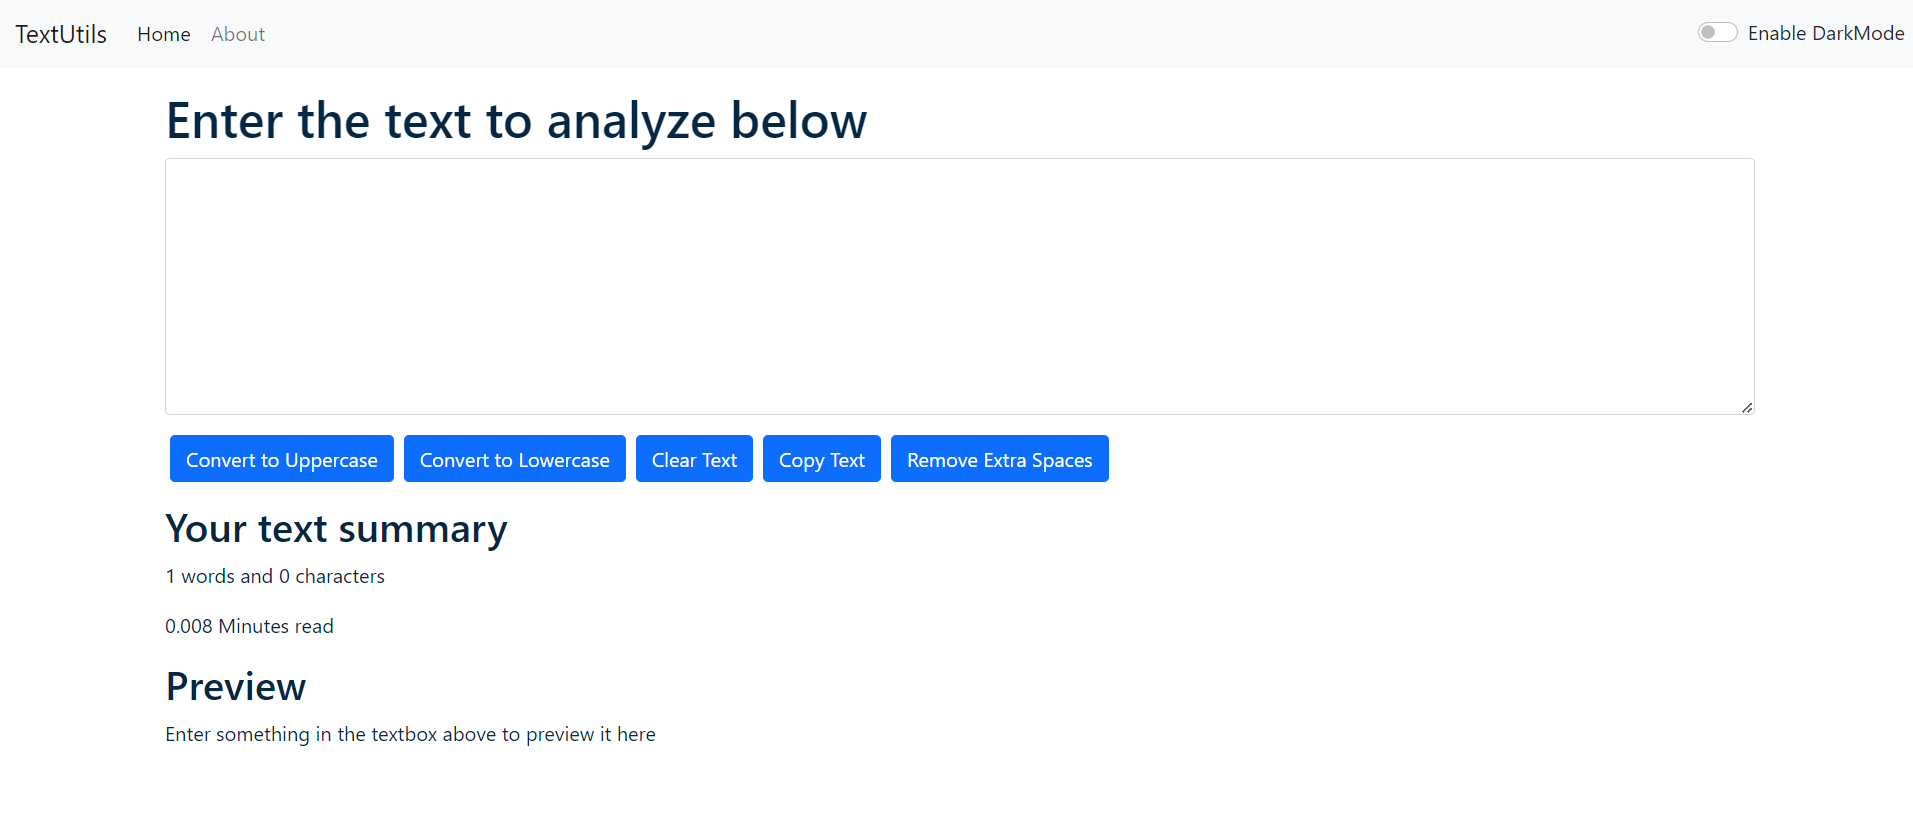 TextUtils Home About Enable DarkMode
Enter the text to analyze below
Convert to Uppercase Convert to Lowercase Clear Text Copy Text Remove Extra Spaces
Your text summary
1 words and 0 characters
0.008 Minutes read
Preview
Enter something in the textbox above to preview it here